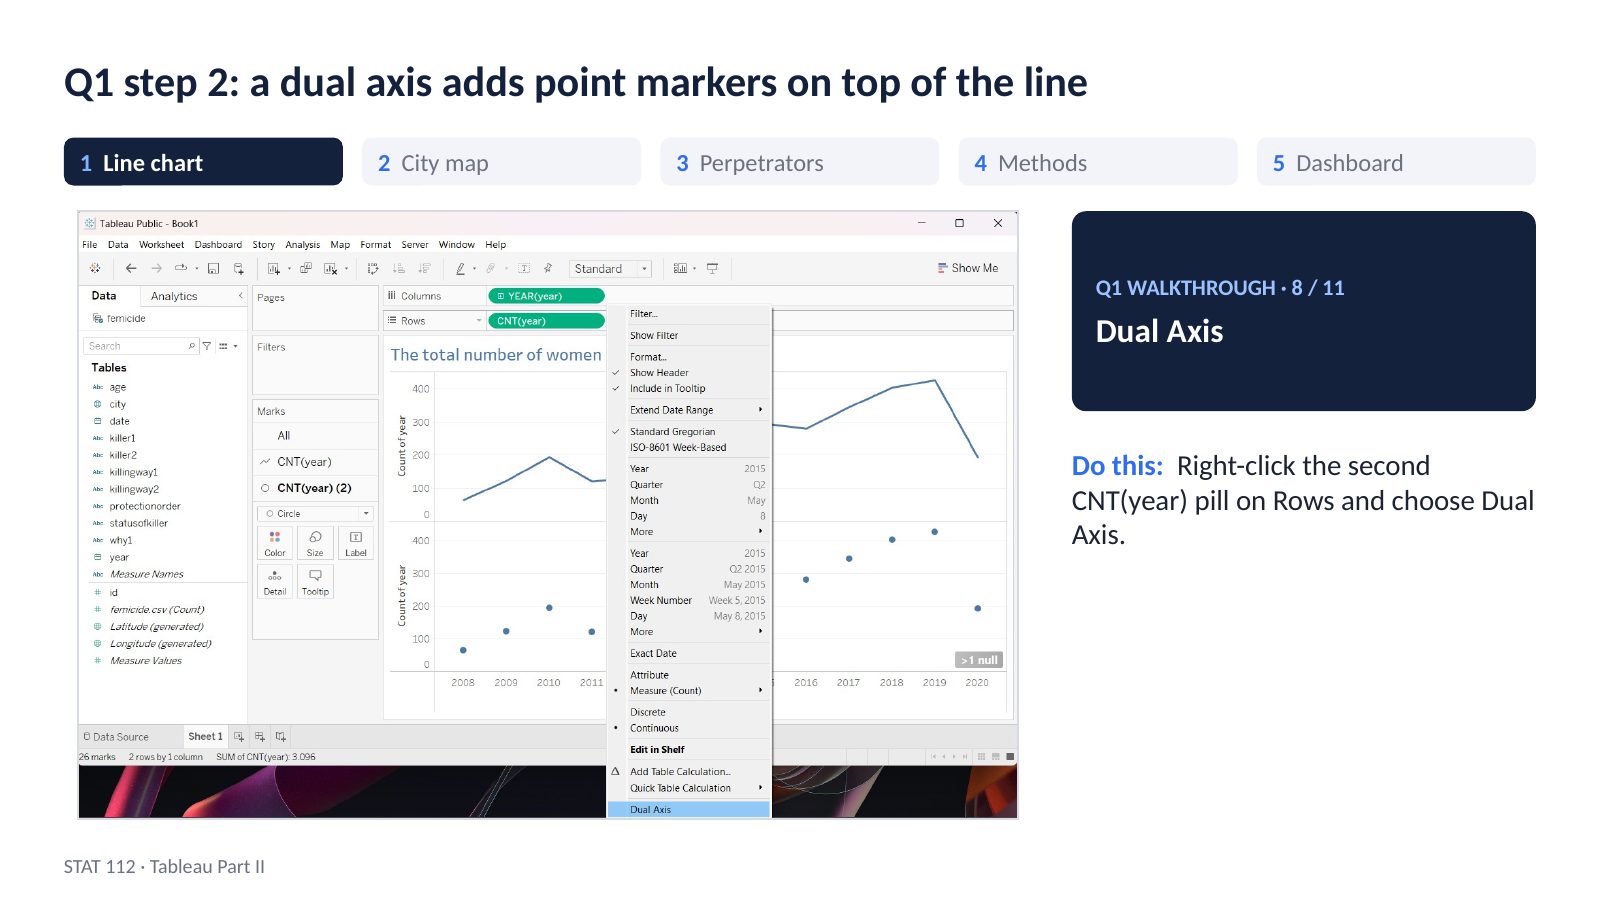 Q1 step 2: a dual axis adds point markers on top of the line
1 Line chart
2 City map
3 Perpetrators
4 Methods
5 Dashboard
Tableau Public - Book1
File Data Worksheet Dashboard Story Analysis Map Format Server Window Help
Standard
Show Me
Data Analytics
femicide
Search
Tables
Abc age
city
date
Abc killer1
Abc killer2
Abc killingway1
Abc killingway2
Abc protectionorder
Abc statusofkiller
Abc why1
year
Abc Measure Names
# id
# femicide.csv (Count)
Latitude (generated)
Longitude (generated)
# Measure Values
Pages
Filters
Marks
All
CNT(year)
CNT(year) (2)
Circle
Color Size Label
Detail Tooltip
Columns YEAR(year)
Rows CNT(year)
The total number of women
Count of year
400
300
200
100
0
Count of year
400
300
200
100
0
2008 2009 2010 2011
2016 2017 2018 2019 2020
>1 null
Filter...
Show Filter
Format...
Show Header
Include in Tooltip
Extend Date Range
Standard Gregorian
ISO-8601 Week-Based
Year 2015
Quarter Q2
Month May
Day 8
More
Year 2015
Quarter Q2 2015
Month May 2015
Week Number Week 5, 2015
Day May 8, 2015
More
Exact Date
Attribute
Measure (Count)
Discrete
Continuous
Edit in Shelf
Add Table Calculation...
Quick Table Calculation
Dual Axis
Data Source Sheet 1
26 marks 2 rows by 1 column SUM of CNT(year): 3.096
Q1 WALKTHROUGH · 8 / 11
Dual Axis
Do this: Right-click the second
CNT(year) pill on Rows and choose Dual
Axis.
STAT 112 · Tableau Part II